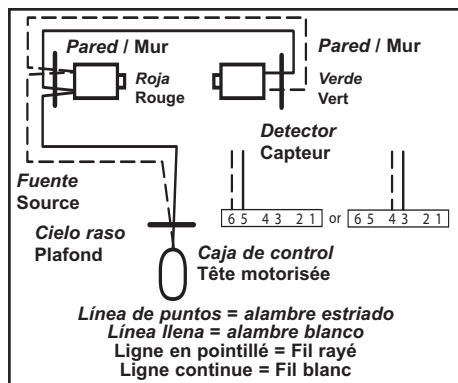 Pared / Mur
Pared / Mur
Roja
Rouge
Verde
Vert
Detector
Capteur
Fuente
Source
6 5 4 3 2 1 or 6 5 4 3 2 1
Cielo raso
Plafond
Caja de control
Tête motorisée
Línea de puntos = alambre estriado
Línea llena = alambre blanco
Ligne en pointillé = Fil rayé
Ligne continue = Fil blanc